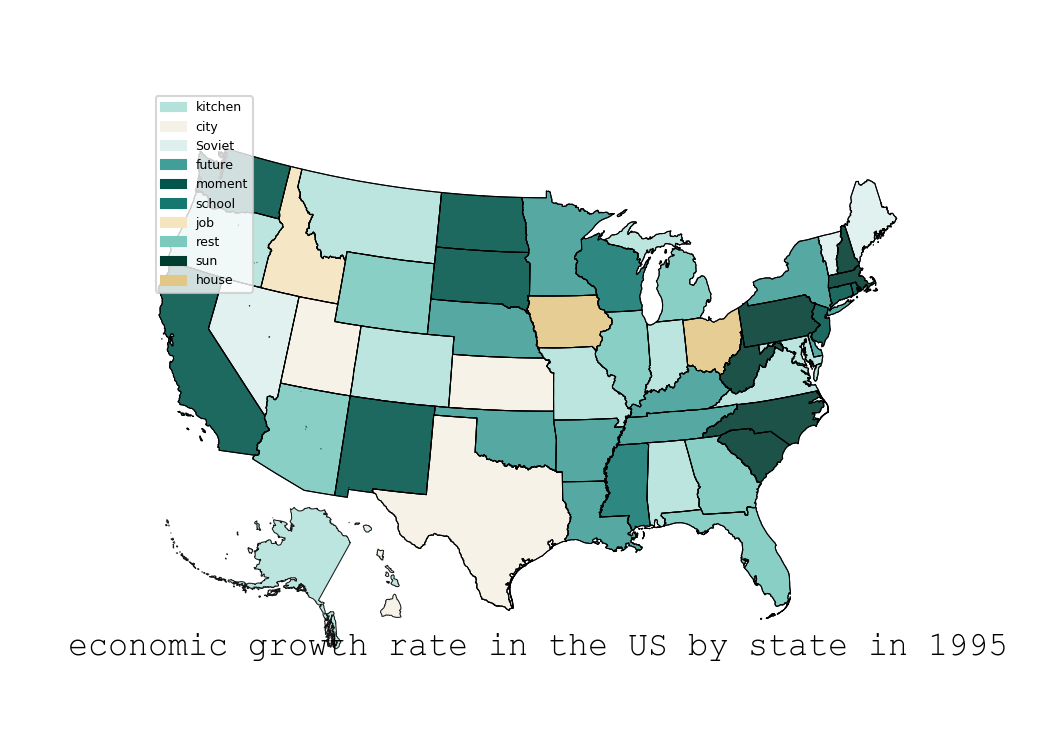 kitchen
city
Soviet
future
moment
school
job
rest
sun
house
economic growth rate in the US by state in 1995